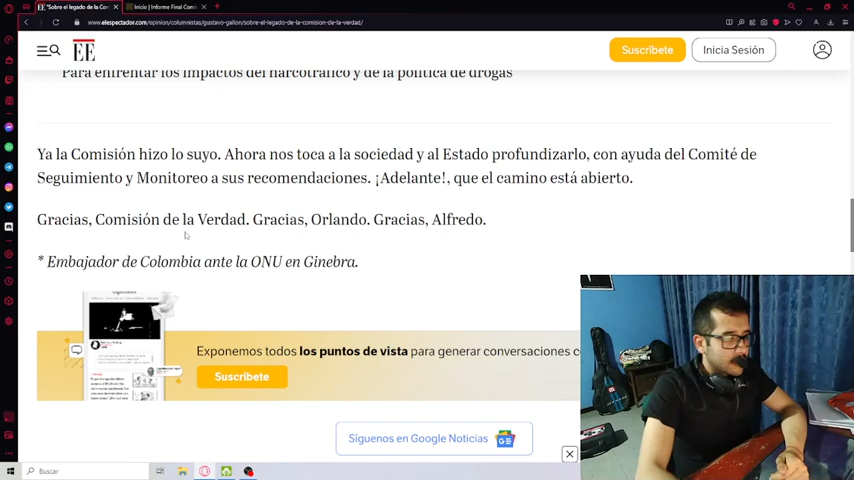 "Sobre el legado de la Com
Inicio | Informe Final Comi
www.elespectador.com/opinion/columnistas/gustavo-gallon/sobre-el-legado-de-la-comision-de-la-verdad/
EE
Suscríbete
Inicia Sesión
Para enfrentar los impactos del narcotráfico y de la política de drogas
Ya la Comisión hizo lo suyo. Ahora nos toca a la sociedad y al Estado profundizarlo, con ayuda del Comité de
Seguimiento y Monitoreo a sus recomendaciones. ¡Adelante!, que el camino está abierto.
Gracias, Comisión de la Verdad. Gracias, Orlando. Gracias, Alfredo.
* Embajador de Colombia ante la ONU en Ginebra.
Exponemos todos los puntos de vista para generar conversaciones c
Suscríbete
Síguenos en Google Noticias
Buscar